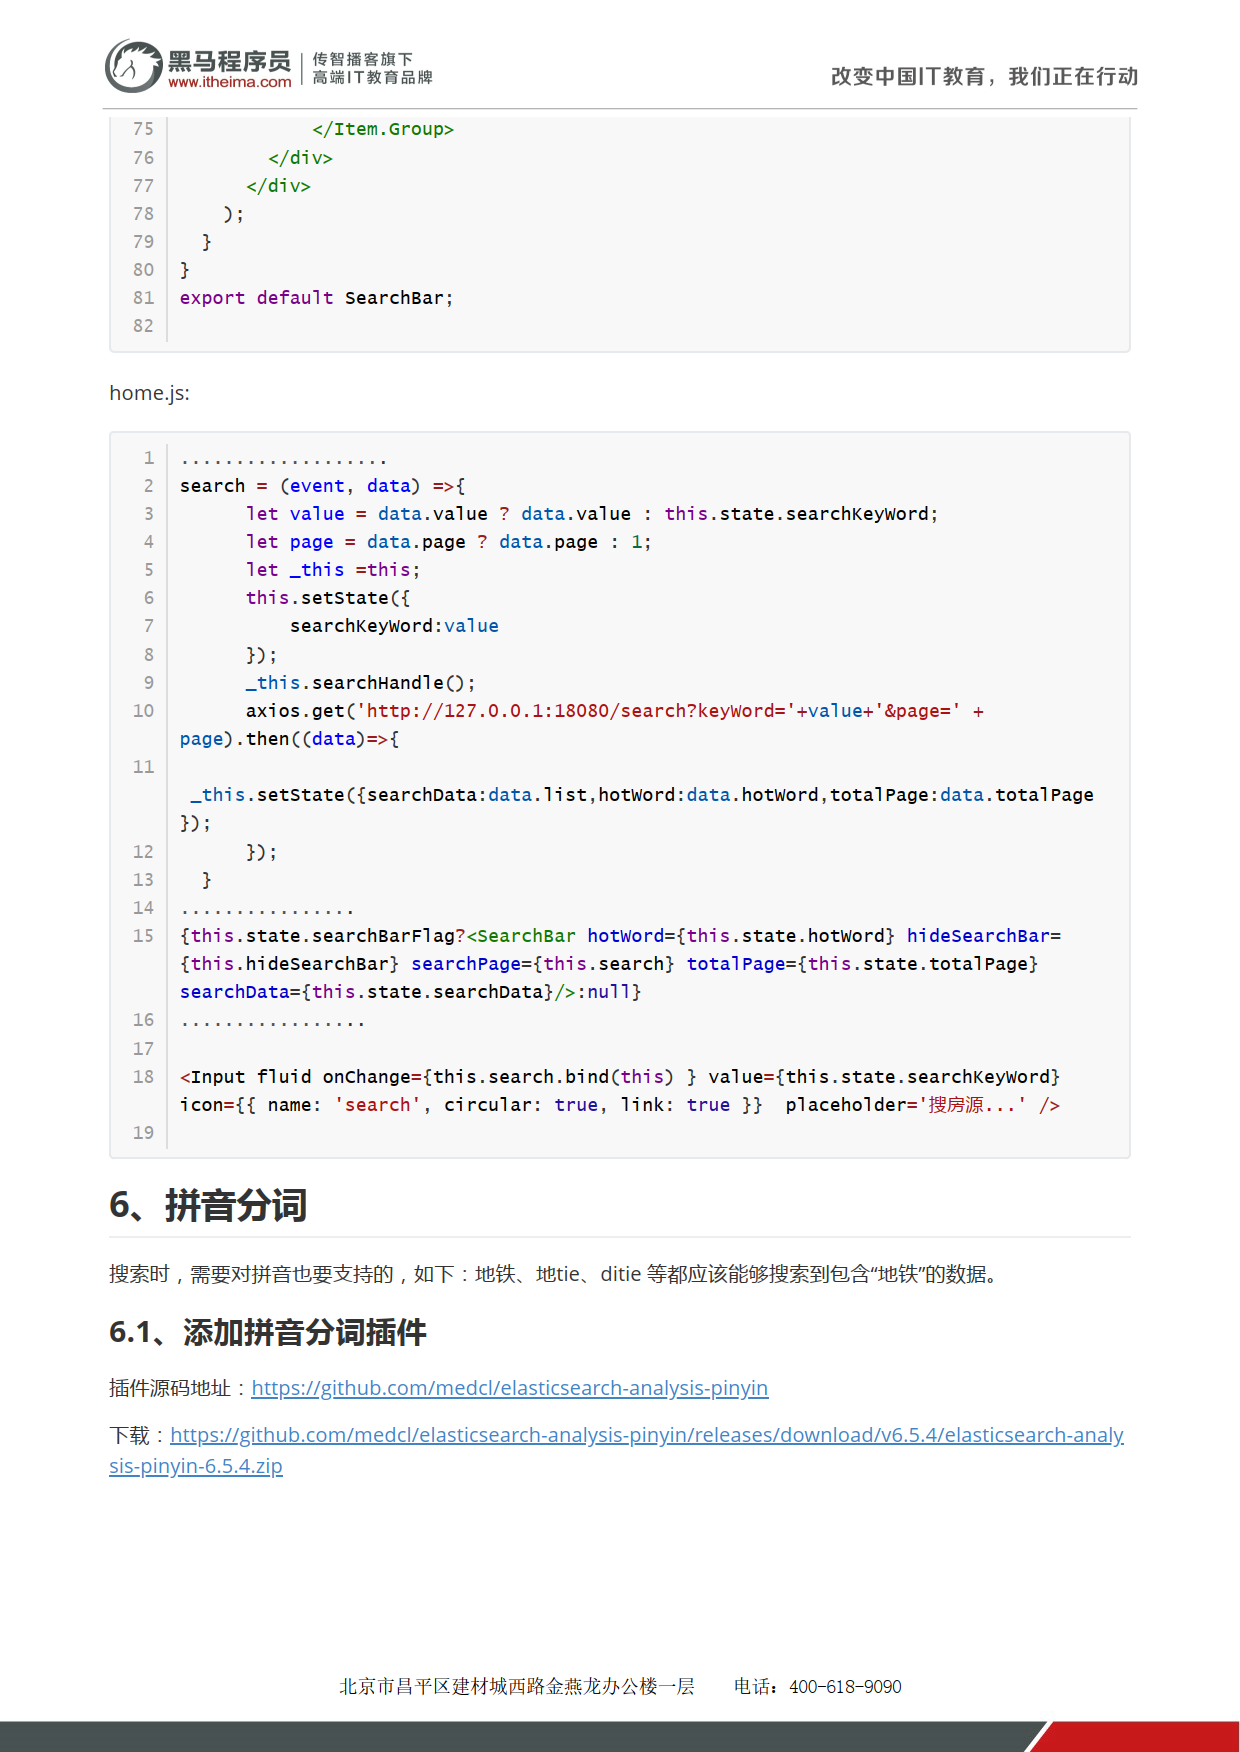 黑马程序员
www.itheima.com
传智播客旗下
高端IT教育品牌
改变中国IT教育，我们正在行动
75             </Item.Group>
76         </div>
77       </div>
78     );
79   }
80 }
81 export default SearchBar;
82
home.js:
1 ...................
2 search = (event, data) =>{
3       let value = data.value ? data.value : this.state.searchKeyWord;
4       let page = data.page ? data.page : 1;
5       let _this =this;
6       this.setState({
7           searchKeyWord:value
8       });
9       _this.searchHandle();
10       axios.get('http://127.0.0.1:18080/search?keyWord='+value+'&page=' +
page).then((data)=>{
11
_this.setState({searchData:data.list,hotWord:data.hotWord,totalPage:data.totalPage
});
12       });
13   }
14 ................
15 {this.state.searchBarFlag?<SearchBar hotWord={this.state.hotWord} hideSearchBar=
{this.hideSearchBar} searchPage={this.search} totalPage={this.state.totalPage}
searchData={this.state.searchData}/>:null}
16 .................
17
18 <Input fluid onChange={this.search.bind(this) } value={this.state.searchKeyWord}
icon={{ name: 'search', circular: true, link: true }}  placeholder='搜房源...' />
19
6、拼音分词
搜索时，需要对拼音也要支持的，如下：地铁、地tie、ditie 等都应该能够搜索到包含“地铁”的数据。
6.1、添加拼音分词插件
插件源码地址：https://github.com/medcl/elasticsearch-analysis-pinyin
下载：https://github.com/medcl/elasticsearch-analysis-pinyin/releases/download/v6.5.4/elasticsearch-analy
sis-pinyin-6.5.4.zip
北京市昌平区建材城西路金燕龙办公楼一层  电话：400-618-9090